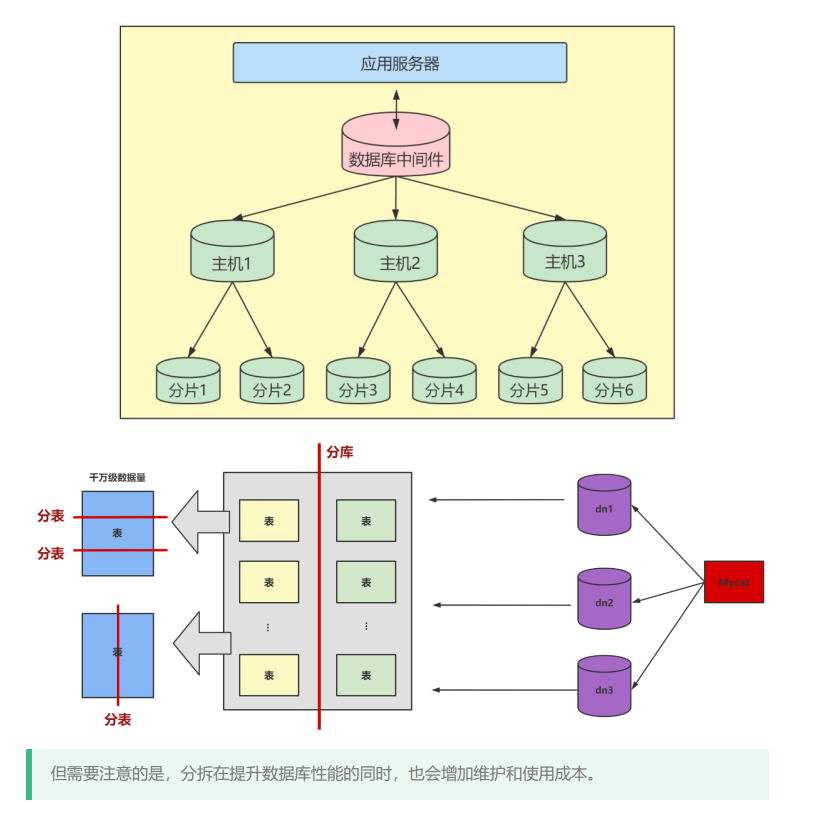 应用服务器
数据库中间件
主机1
主机2
主机3
分片1
分片2
分片3
分片4
分片5
分片6
分库
千万级数据量
分表
表
分表
表
分表
表
表
表
表
...
...
表
表
dn1
dn2
dn3
Mycat
但需要注意的是，分拆在提升数据库性能的同时，也会增加维护和使用成本。